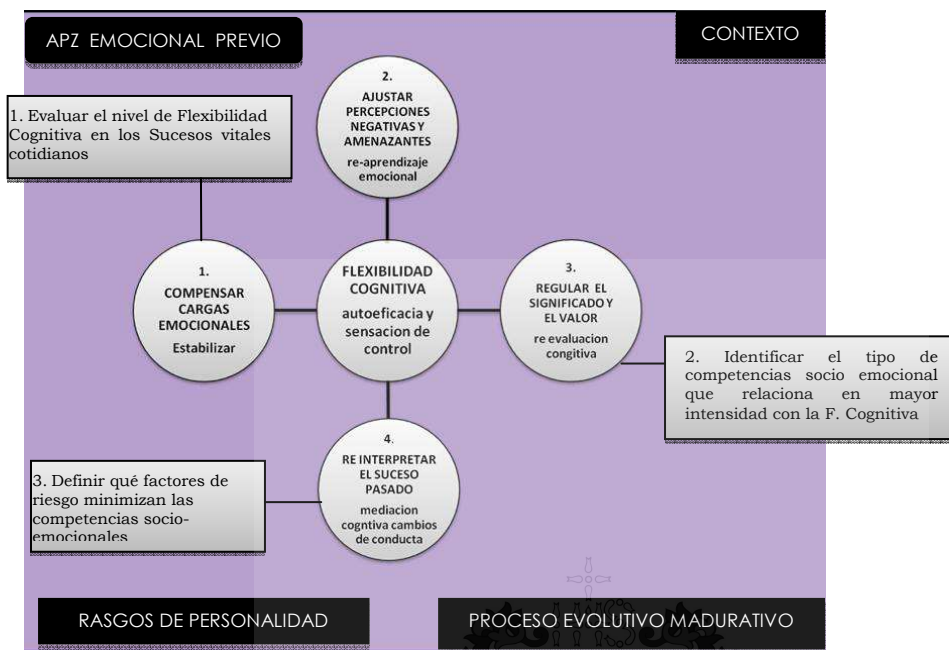 APZ EMOCIONAL PREVIO
CONTEXTO
2.
AJUSTAR
PERCEPCIONES
NEGATIVAS Y
AMENAZANTES
re-aprendizaje
emocional
1. Evaluar el nivel de Flexibilidad
Cognitiva en los Sucesos vitales
cotidianos
1.
COMPENSAR
CARGAS
EMOCIONALES
Estabilizar
FLEXIBILIDAD
COGNITIVA
autoeficacia y
sensacion de
control
3.
REGULAR EL
SIGNIFICADO Y
EL VALOR
re evaluacion
congitiva
2. Identificar el tipo de
competencias socio emocional
que relaciona en mayor
intensidad con la F. Cognitiva
4.
RE INTERPRETAR
EL SUCESO
PASADO
mediacion
cogntiva cambios
de conducta
3. Definir qué factores de
riesgo minimizan las
competencias socio-
emocionales
RASGOS DE PERSONALIDAD
PROCESO EVOLUTIVO MADURATIVO